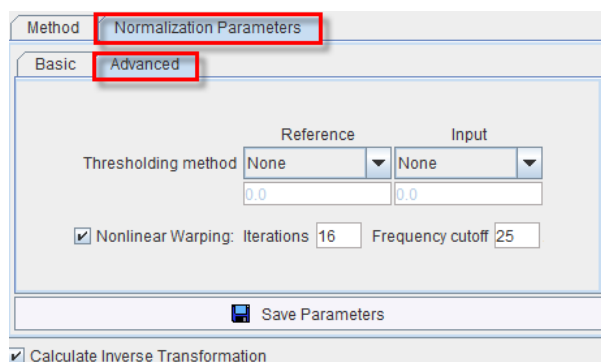 Method Normalization Parameters
Basic Advanced
Reference Input
Thresholding method None None
0.0 0.0
Nonlinear Warping: Iterations 16 Frequency cutoff 25
Save Parameters
Calculate Inverse Transformation